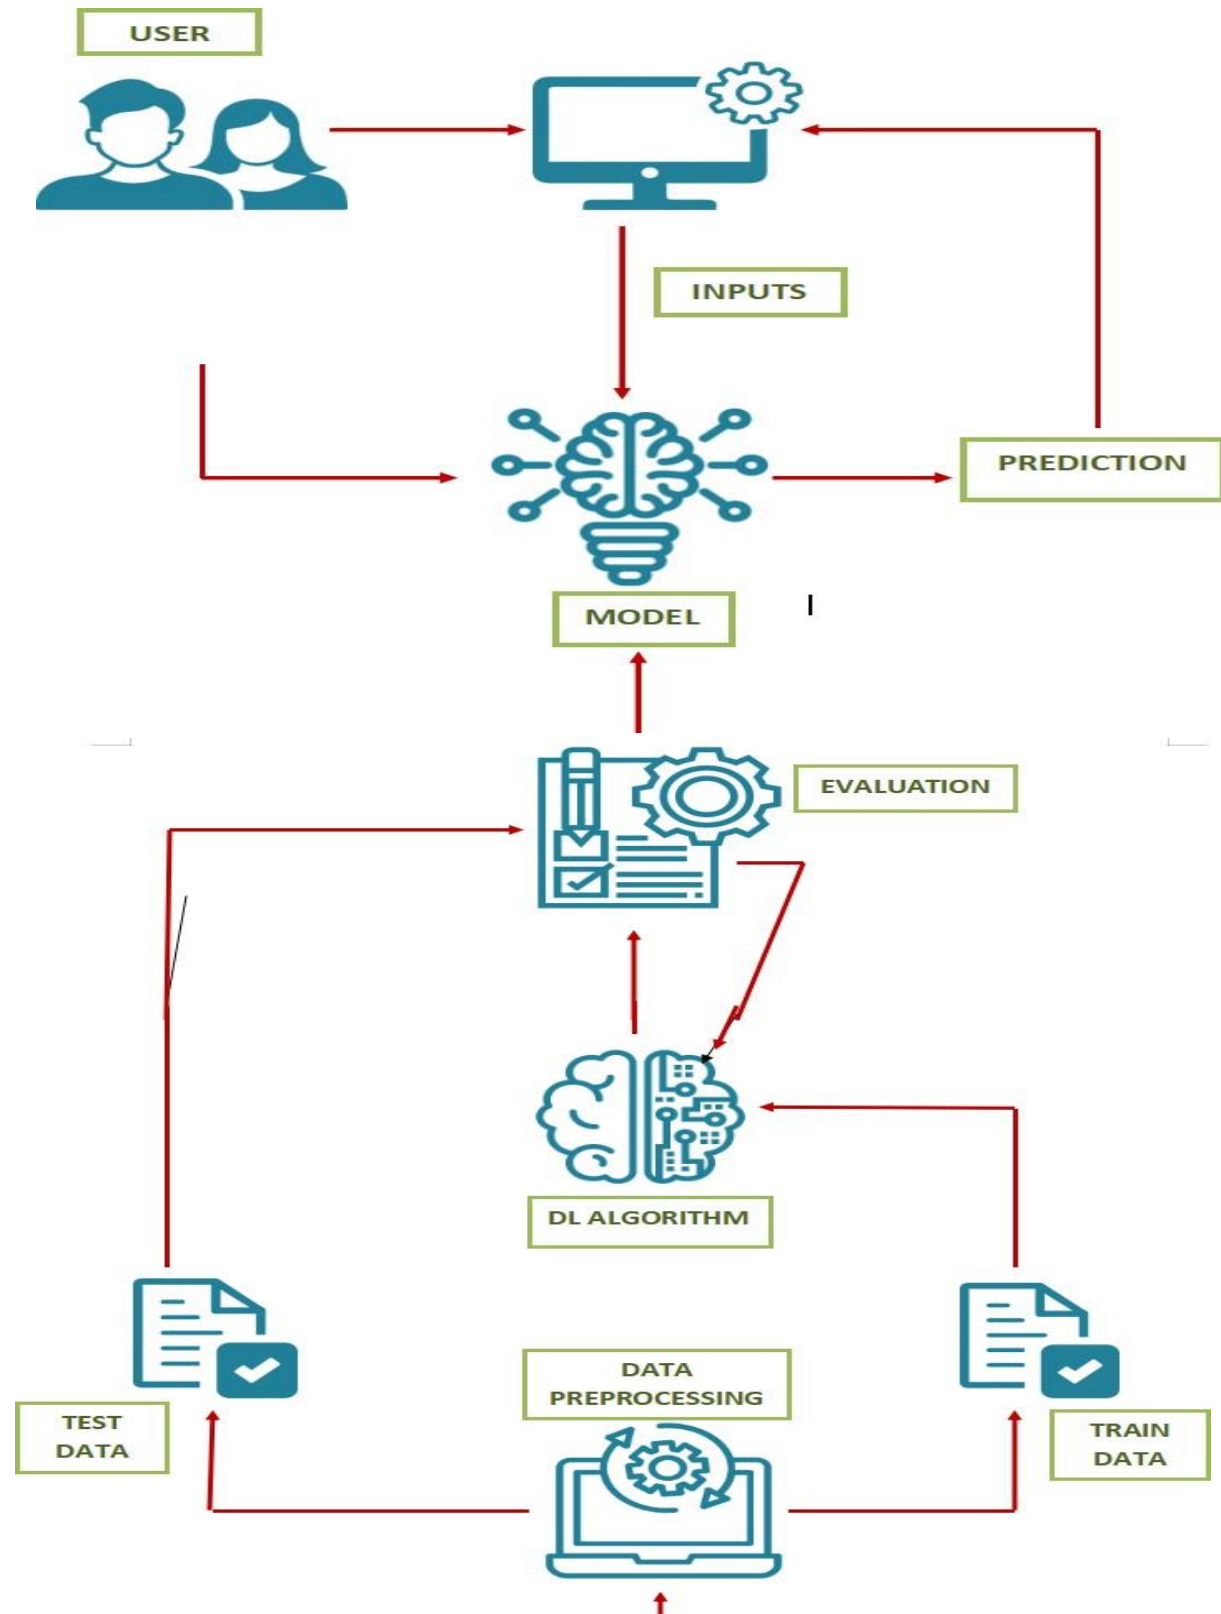 USER
INPUTS
PREDICTION
MODEL
EVALUATION
DL ALGORITHM
DATA
PREPROCESSING
TEST
DATA
TRAIN
DATA